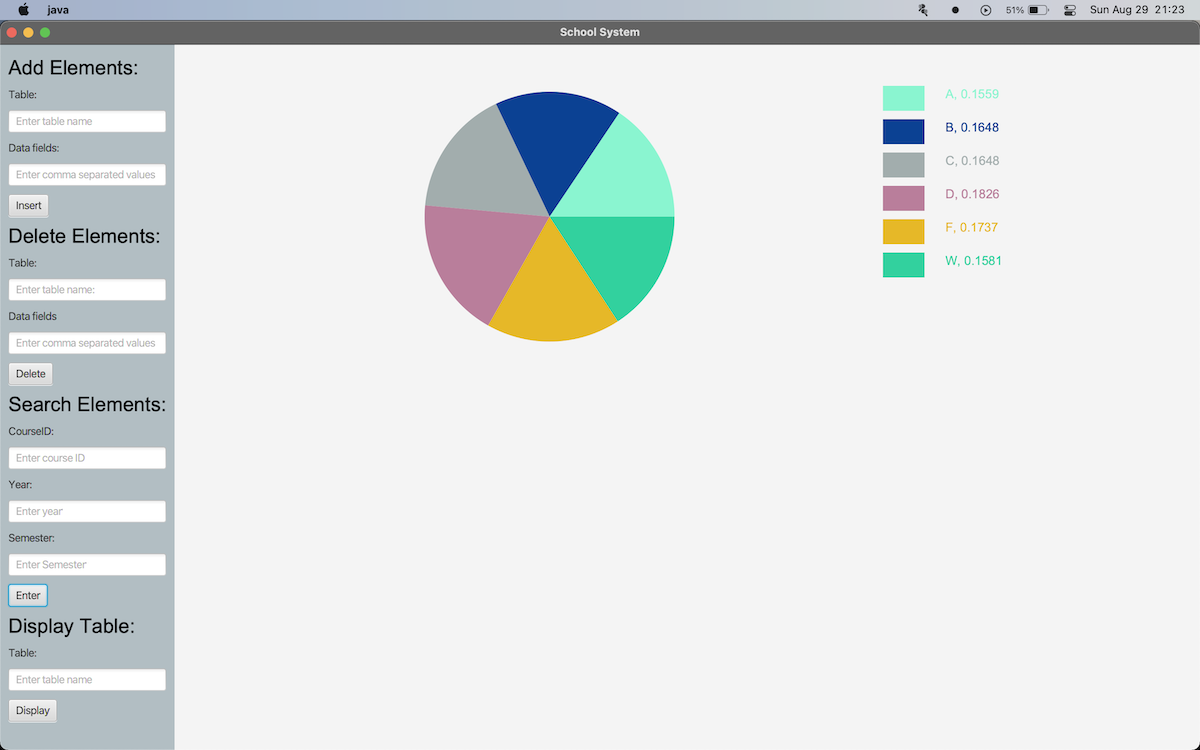 java
51%
Sun Aug 29 21:23
School System
Add Elements:
Table:
Enter table name
Data fields:
Enter comma separated values
Insert
Delete Elements:
Table:
Enter table name:
Data fields
Enter comma separated values
Delete
Search Elements:
CourseID:
Enter course ID
Year:
Enter year
Semester:
Enter Semester
Enter
Display Table:
Table:
Enter table name
Display
A, 0.1559
B, 0.1648
C, 0.1648
D, 0.1826
F, 0.1737
W, 0.1581